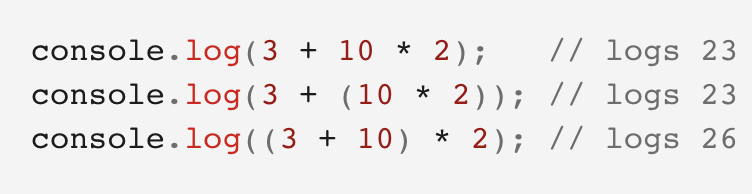 console.log(3 + 10 * 2);   // logs 23
console.log(3 + (10 * 2)); // logs 23
console.log((3 + 10) * 2); // logs 26